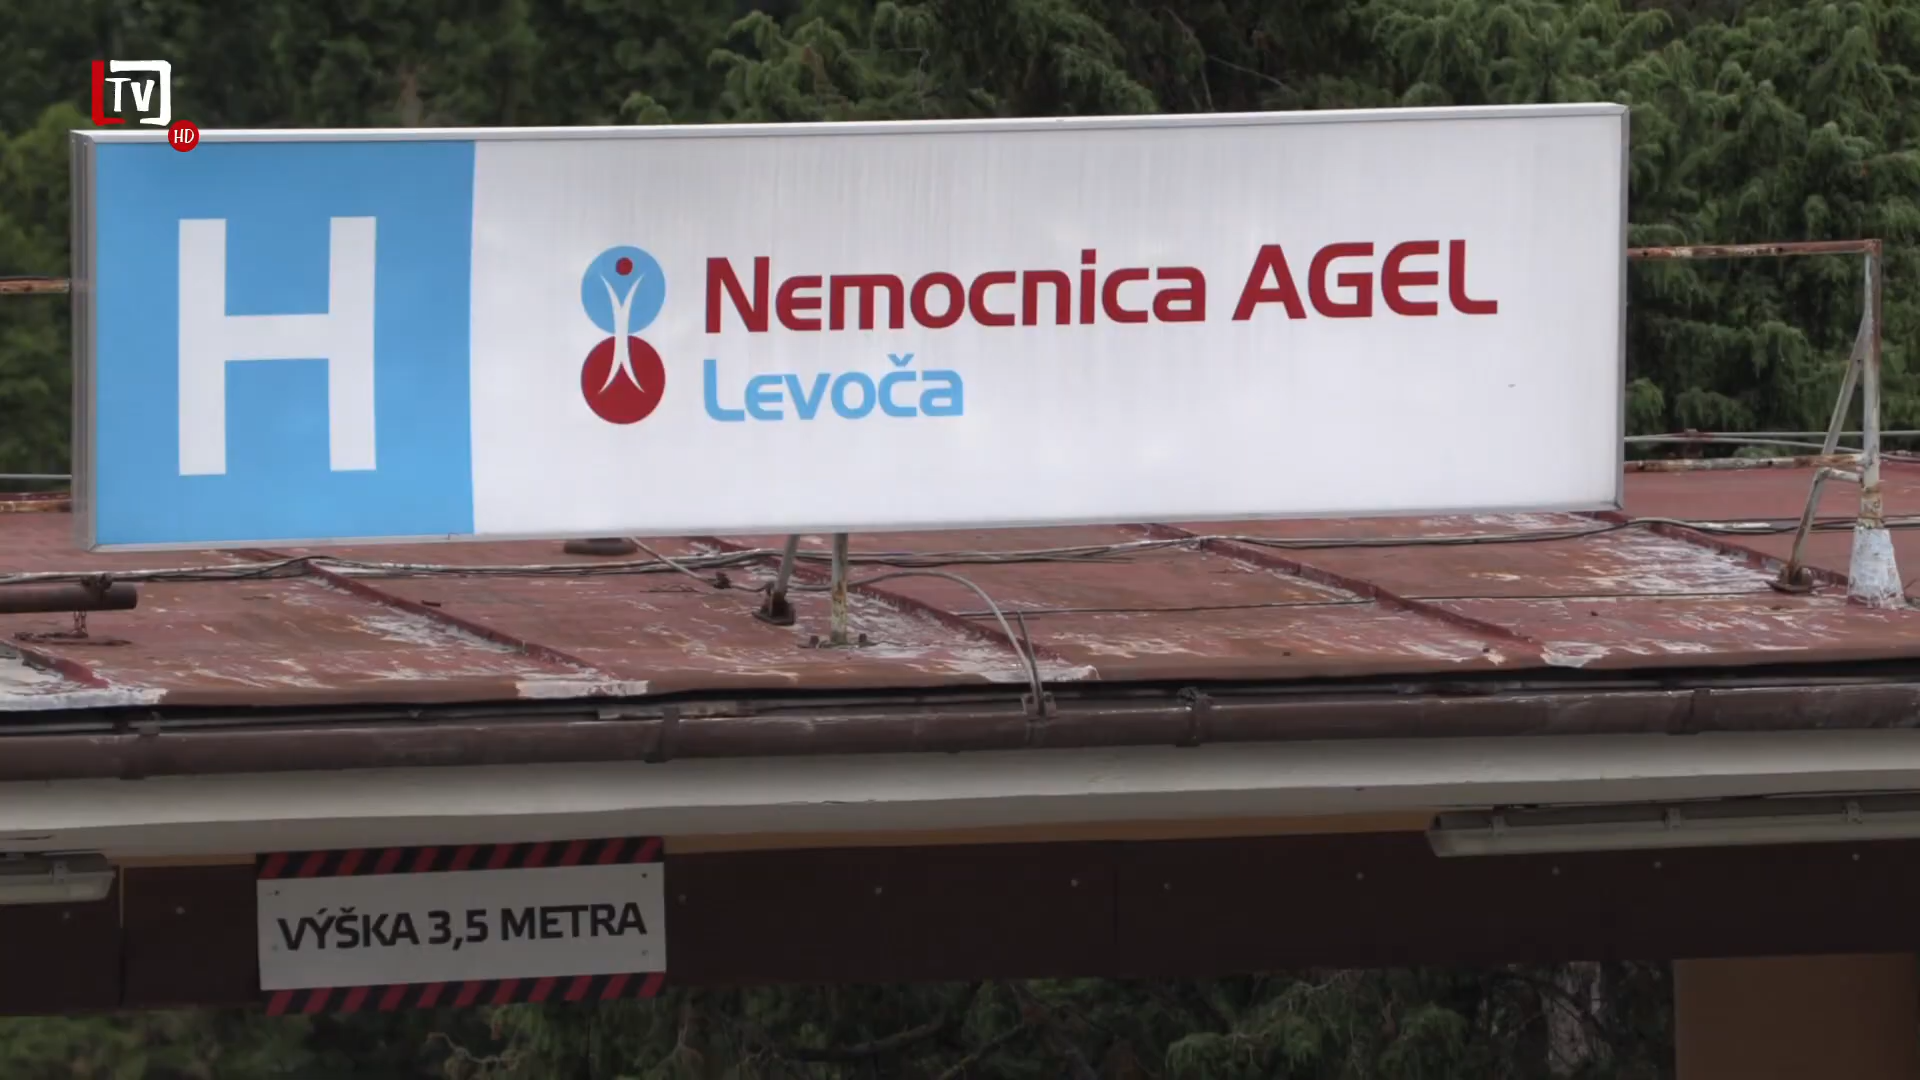 TV
HD
H
Nemocnica AGEL
Levoča
VÝŠKA 3,5 METRA